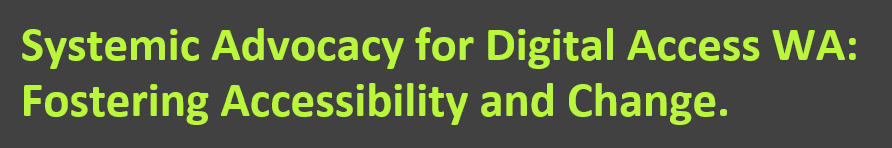 Systemic Advocacy for Digital Access WA:
Fostering Accessibility and Change.